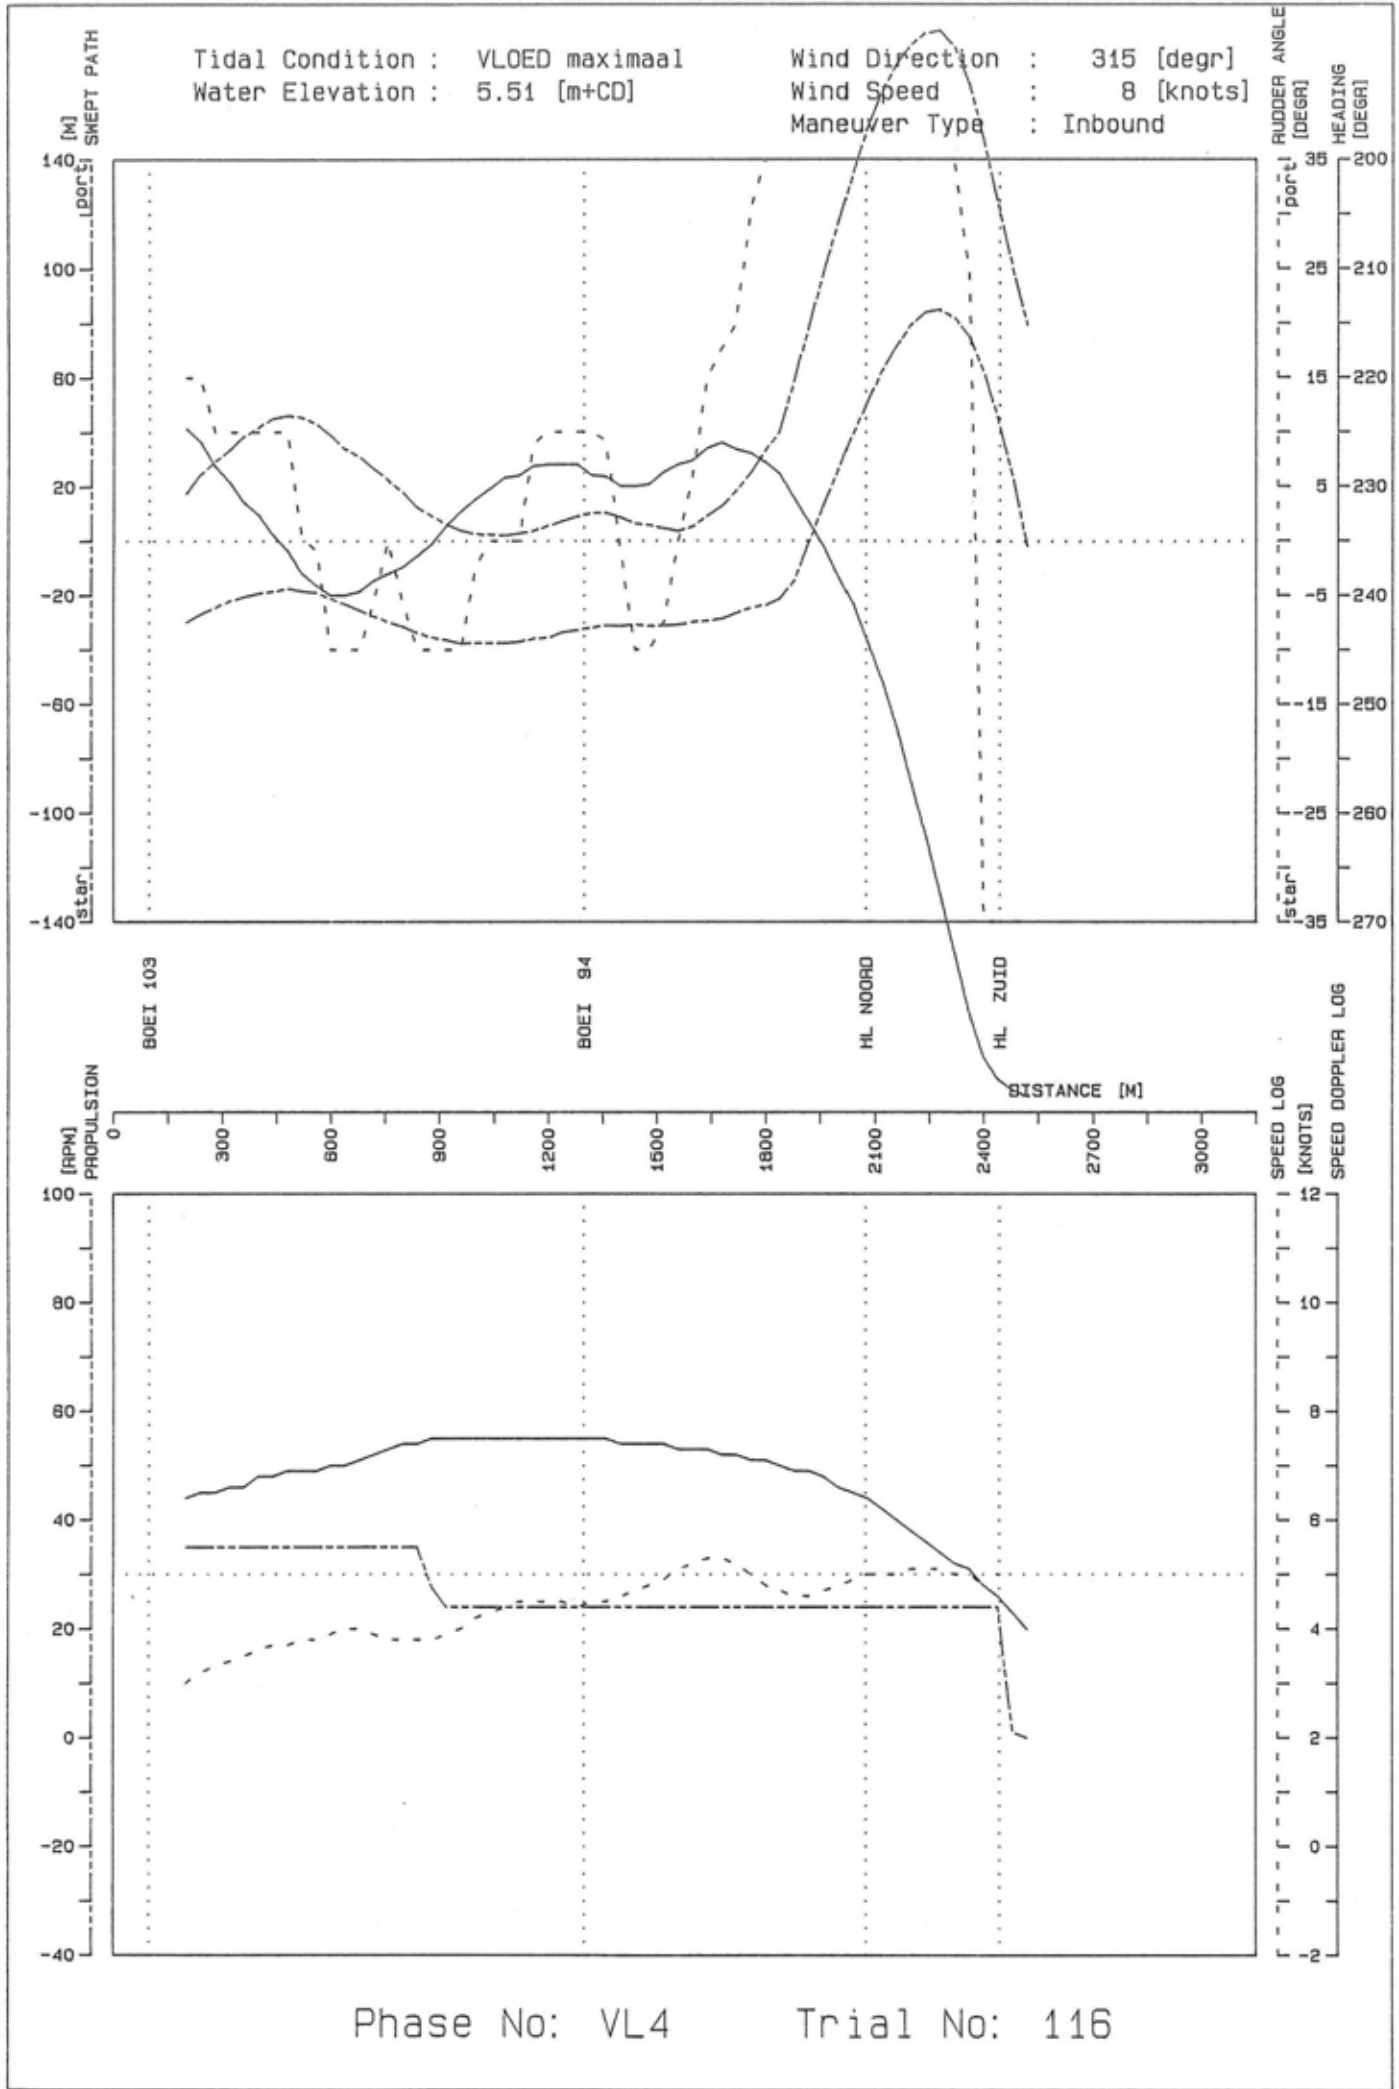 Tidal Condition : VLOED maximaal
Water Elevation : 5.51 [m+CD]
Wind Direction : 315 [degr]
Wind Speed : 8 [knots]
Maneuver Type : Inbound
[M]
SWEPT PATH
port
140
100
60
20
-20
-60
-100
-140
star
RUDDER ANGLE
[DEGR]
port
35
25
15
5
-5
-15
-25
-35
star
HEADING
[DEGR]
200
210
220
230
240
250
260
270
BOEI 103
BOEI 94
HL NOORD
HL ZUID
DISTANCE [M]
0
300
600
900
1200
1500
1800
2100
2400
2700
3000
[RPM]
PROPULSION
100
80
60
40
20
0
-20
-40
SPEED LOG
[KNOTS]
SPEED DOPPLER LOG
12
10
8
6
4
2
0
-2
Phase No: VL4 Trial No: 116